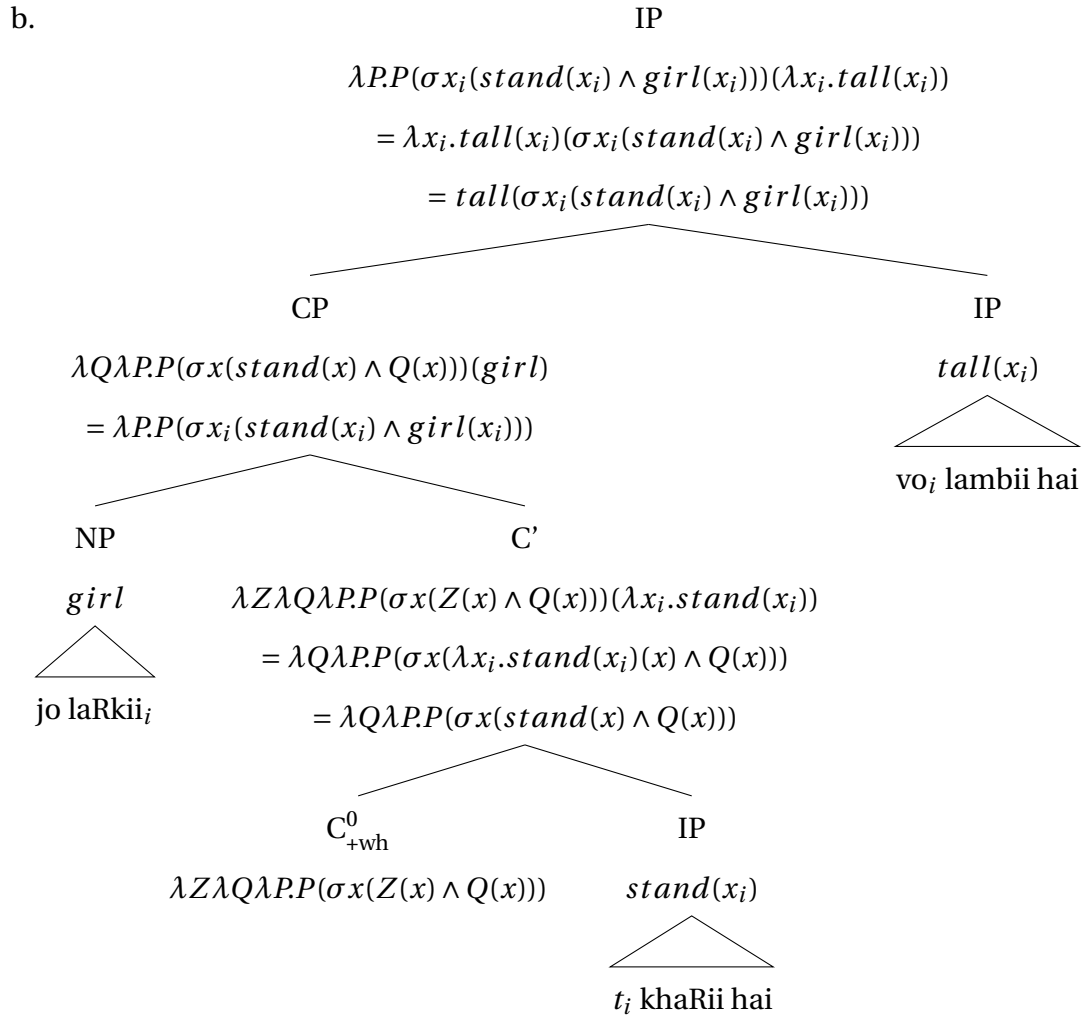 b.
IP
λP.P(σx_i(stand(x_i) ∧ girl(x_i)))(λx_i.tall(x_i))
= λx_i.tall(x_i)(σx_i(stand(x_i) ∧ girl(x_i)))
= tall(σx_i(stand(x_i) ∧ girl(x_i)))
CP IP
λQλP.P(σx(stand(x) ∧ Q(x)))(girl) tall(x_i)
= λP.P(σx_i(stand(x_i) ∧ girl(x_i)))
vo_i lambii hai
NP C’
girl λZλQλP.P(σx(Z(x) ∧ Q(x)))(λx_i.stand(x_i))
= λQλP.P(σx(λx_i.stand(x_i)(x) ∧ Q(x)))
jo laRkii_i = λQλP.P(σx(stand(x) ∧ Q(x)))
C^0_{+wh} IP
λZλQλP.P(σx(Z(x) ∧ Q(x))) stand(x_i)
t_i khaRii hai